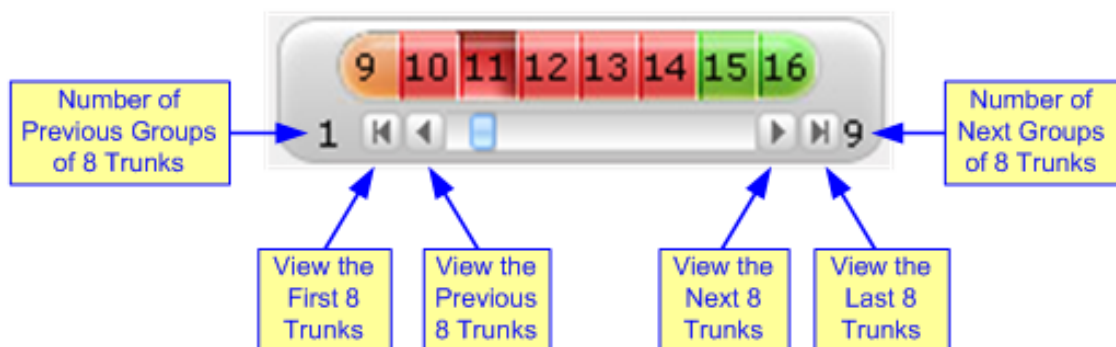 9 10 11 12 13 14 15 16
Number of
Previous Groups
of 8 Trunks
1
9
Number of
Next Groups
of 8 Trunks
View the
First 8
Trunks
View the
Previous
8 Trunks
View the
Next 8
Trunks
View the
Last 8
Trunks